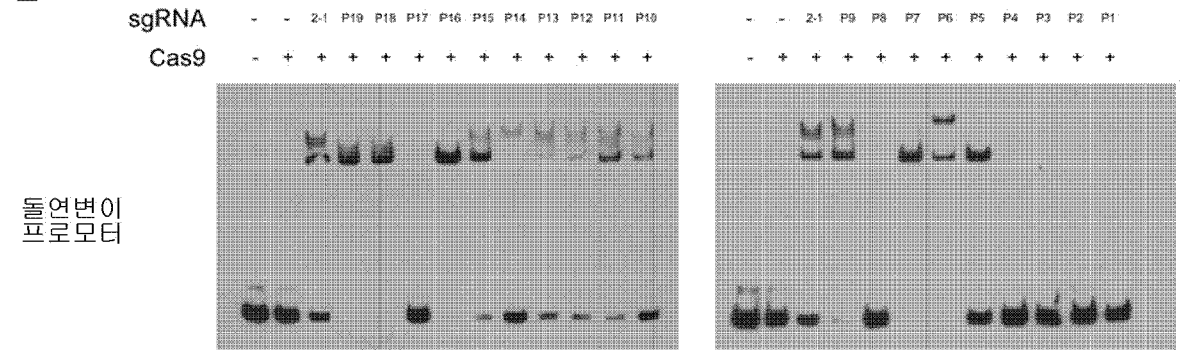 sgRNA - - 2-1 P19 P18 P17 P16 P15 P14 P13 P12 P11 P10 - - 2-1 P9 P8 P7 P6 P5 P4 P3 P2 P1
Cas9 - + + + + + + + + + + + + - + + + + + + + + + + +
돌연변이
프로모터